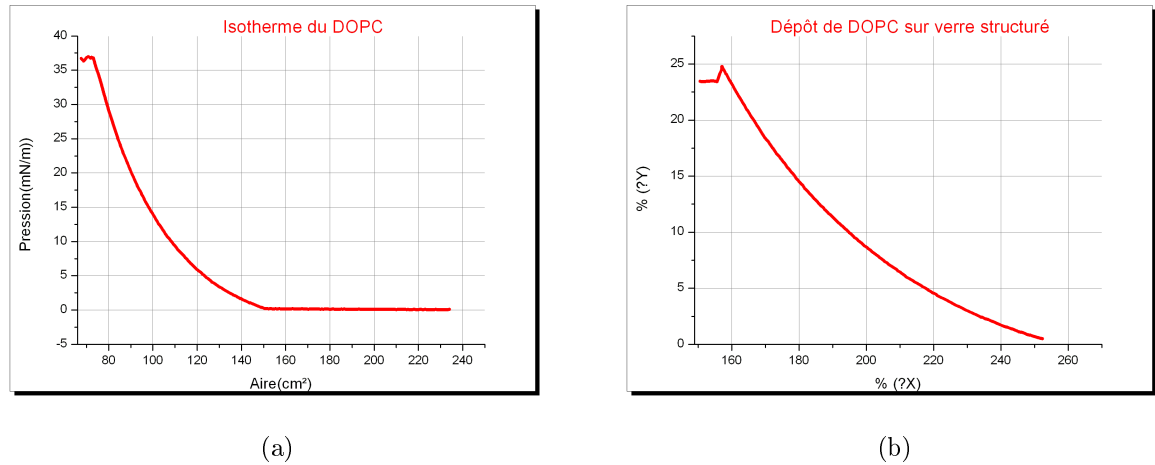 Isotherme du DOPC
40
35
30
25
20
15
10
5
0
-5
Pression(mN/m))
80 100 120 140 160 180 200 220 240
Aire(cm²)
(a)
Dépôt de DOPC sur verre structuré
25
20
15
10
5
0
% (?Y)
160 180 200 220 240 260
% (?X)
(b)